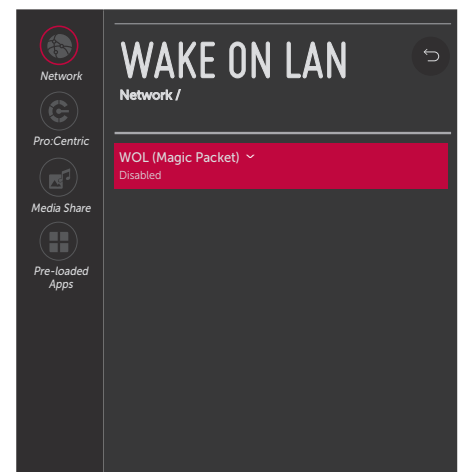 Network
Pro:Centric
Media Share
Pre-loaded
Apps
WAKE ON LAN
Network /
WOL (Magic Packet)
Disabled